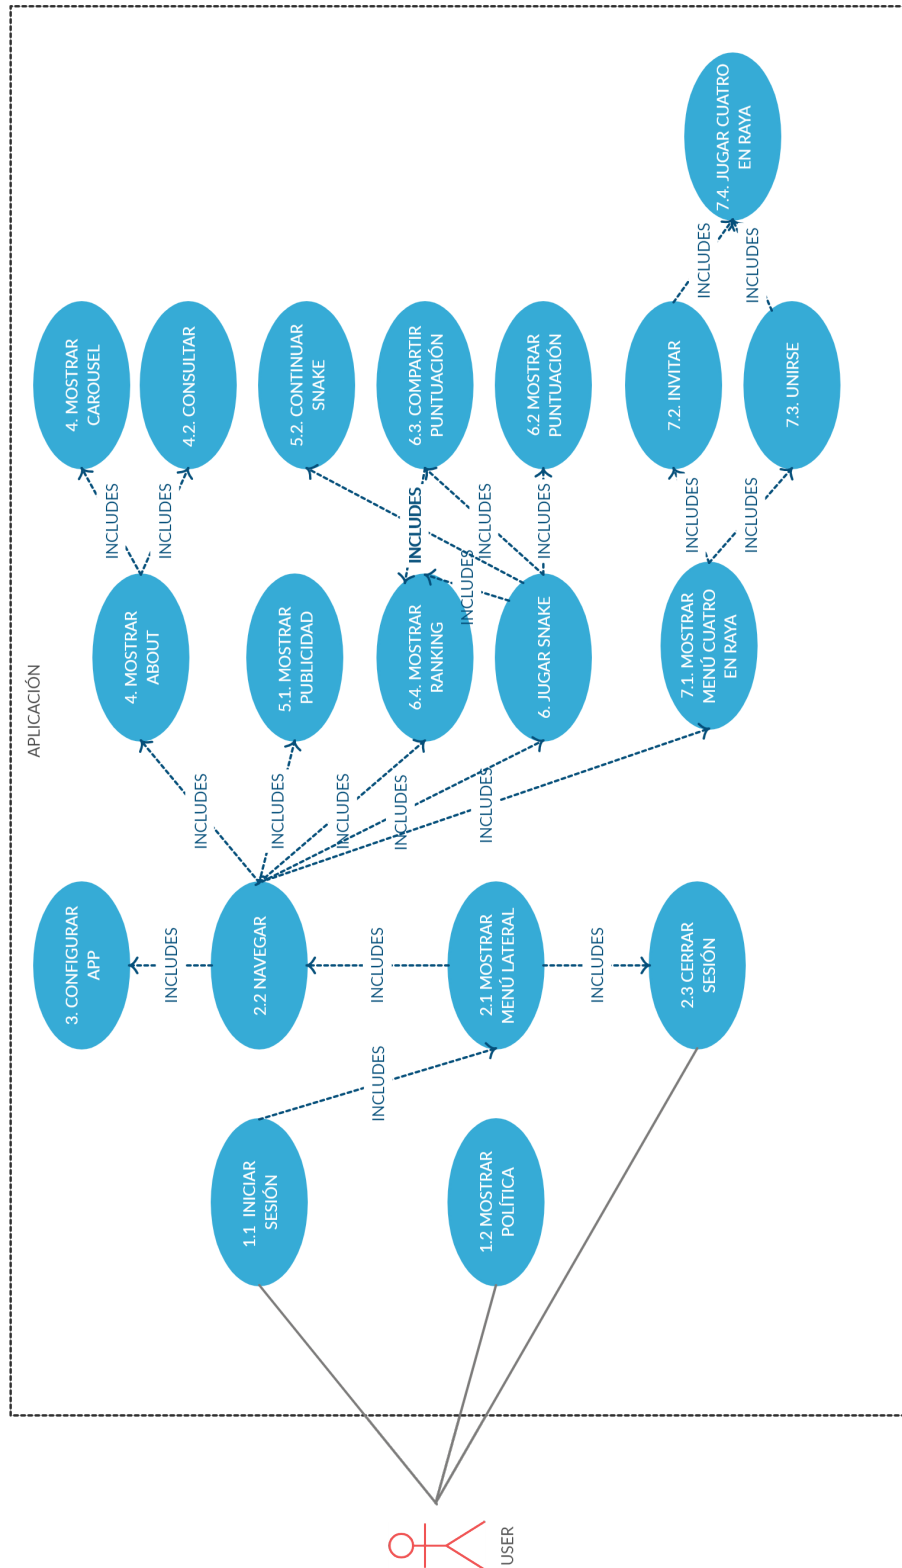 APLICACIÓN
USER
1.1 INICIAR
SESIÓN
1.2 MOSTRAR
POLÍTICA
INCLUDES
3. CONFIGURAR
APP
INCLUDES
2.2 NAVEGAR
INCLUDES
2.1 MOSTRAR
MENÚ LATERAL
INCLUDES
2.3 CERRAR
SESIÓN
INCLUDES
INCLUDES
INCLUDES
INCLUDES
INCLUDES
4. MOSTRAR
ABOUT
5.1. MOSTRAR
PUBLICIDAD
6.4. MOSTRAR
RANKING
6. JUGAR SNAKE
7.1. MOSTRAR
MENÚ CUATRO
EN RAYA
INCLUDES
INCLUDES
INCLUDES
INCLUDES
INCLUDES
INCLUDES
INCLUDES
INCLUDES
4. MOSTRAR
CAROUSEL
4.2. CONSULTAR
5.2. CONTINUAR
SNAKE
6.3. COMPARTIR
PUNTUACIÓN
6.2 MOSTRAR
PUNTUACIÓN
7.2. INVITAR
7.3. UNIRSE
INCLUDES
INCLUDES
7.4. JUGAR CUATRO
EN RAYA